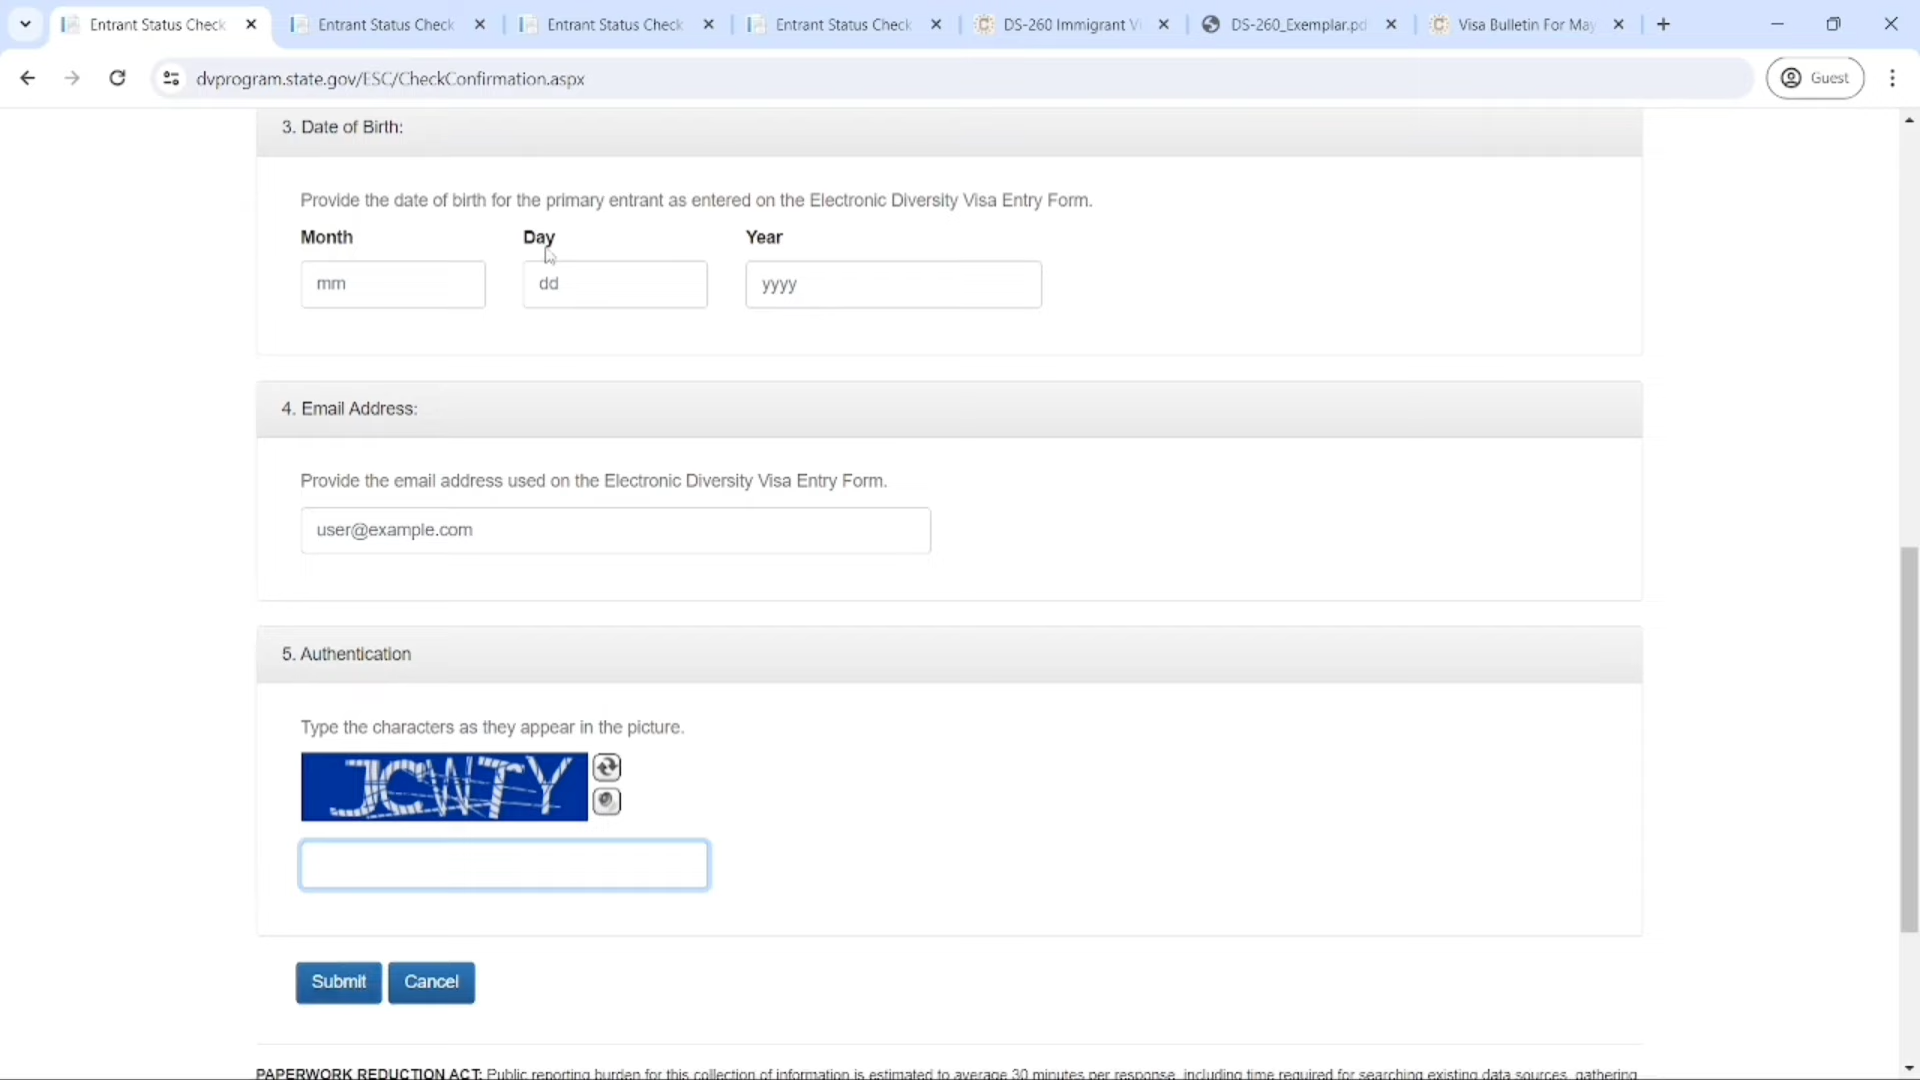 Entrant Status Check
Entrant Status Check
Entrant Status Check
Entrant Status Check
DS-260 Immigrant Vi
DS-260_Exemplar.pd
Visa Bulletin For May
dvprogram.state.gov/ESC/CheckConfirmation.aspx
Guest
3. Date of Birth:
Provide the date of birth for the primary entrant as entered on the Electronic Diversity Visa Entry Form.
Month Day Year
mm dd yyyy
4. Email Address:
Provide the email address used on the Electronic Diversity Visa Entry Form.
user@example.com
5. Authentication
Type the characters as they appear in the picture.
JCWTY
Submit Cancel
PAPERWORK REDUCTION ACT: Public reporting burden for this collection of information is estimated to average 30 minutes per response, including time required for searching existing data sources, gathering